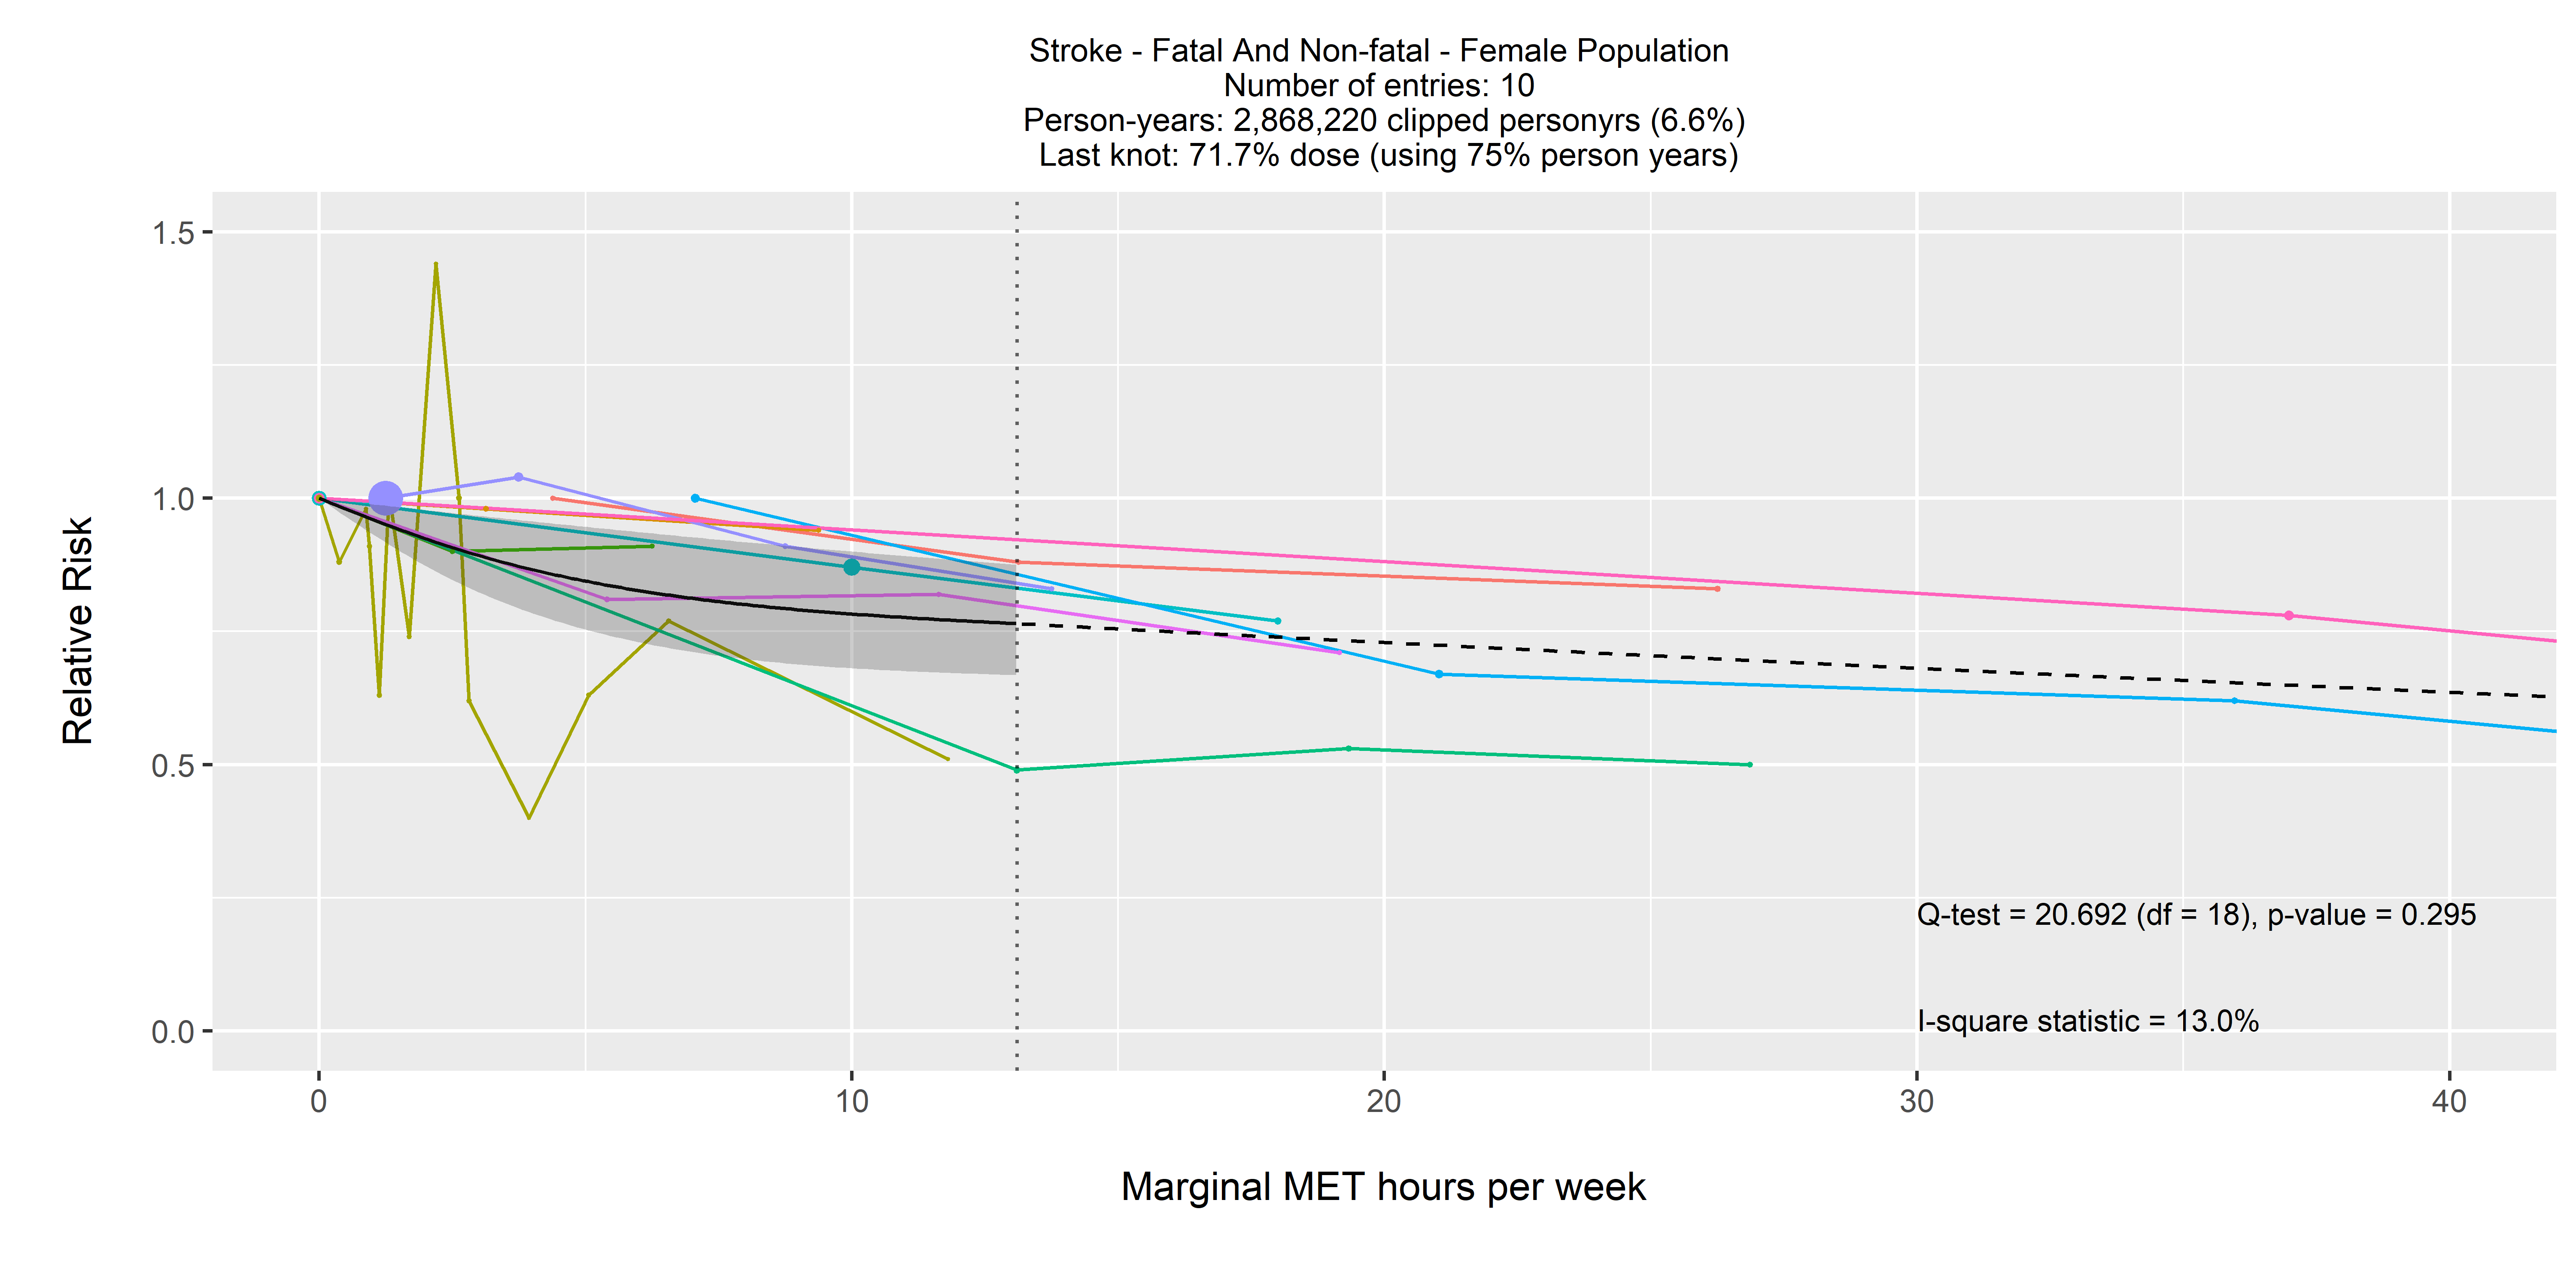 Stroke - Fatal And Non-fatal - Female Population
Number of entries: 10
Person-years: 2,868,220 clipped personyrs (6.6%)
Last knot: 71.7% dose (using 75% person years)
1.5
1.0
0.5
0.0
Relative Risk
Q-test = 20.692 (df = 18), p-value = 0.295
I-square statistic = 13.0%
0 10 20 30 40
Marginal MET hours per week